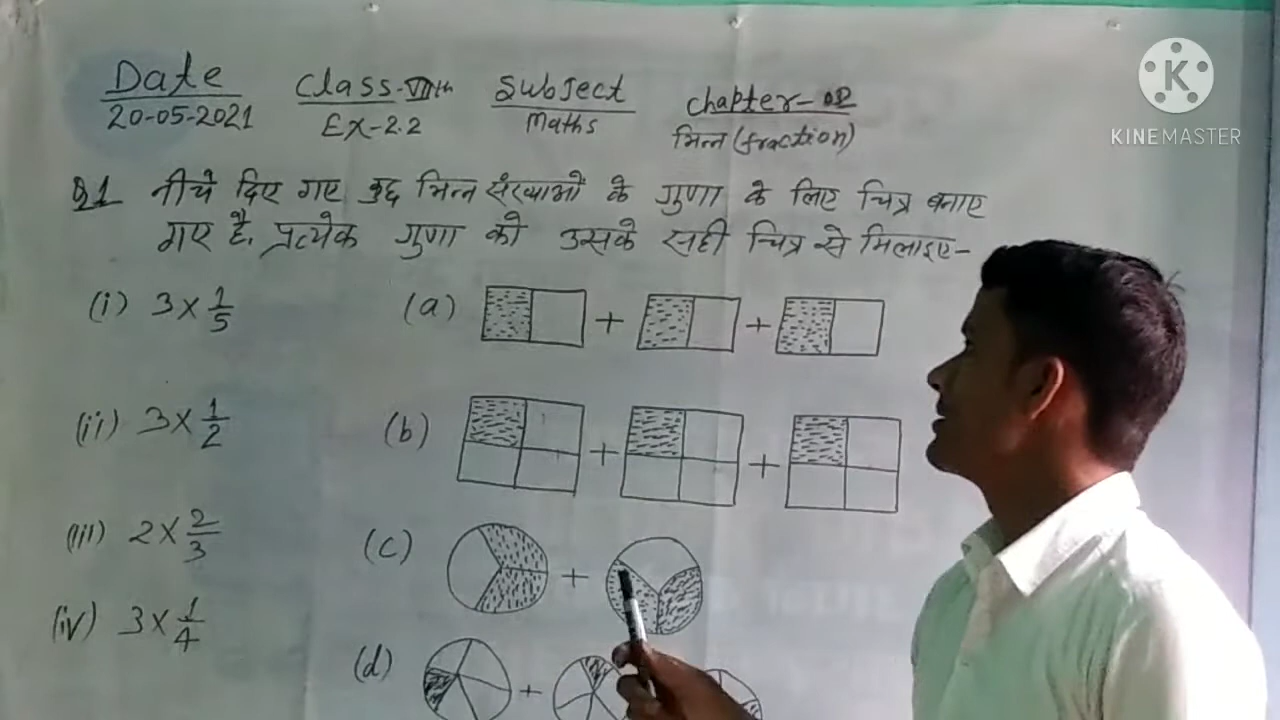 Date Class-VIIth Subject Chapter-02
20-05-2021 Ex-2.2 Maths भिन्न (fraction)
KINEMASTER
Q.1 नीचे दिए गए कुछ भिन्न संख्याओं के गुणा के लिए चित्र बनाए
गए है, प्रत्येक गुणा को उसके सही चित्र से मिलाइए-
(i) 3 × 1/5 (a) + +
(ii) 3 × 1/2 (b) + +
(iii) 2 × 2/3 (c) +
(iv) 3 × 1/4 (d) +